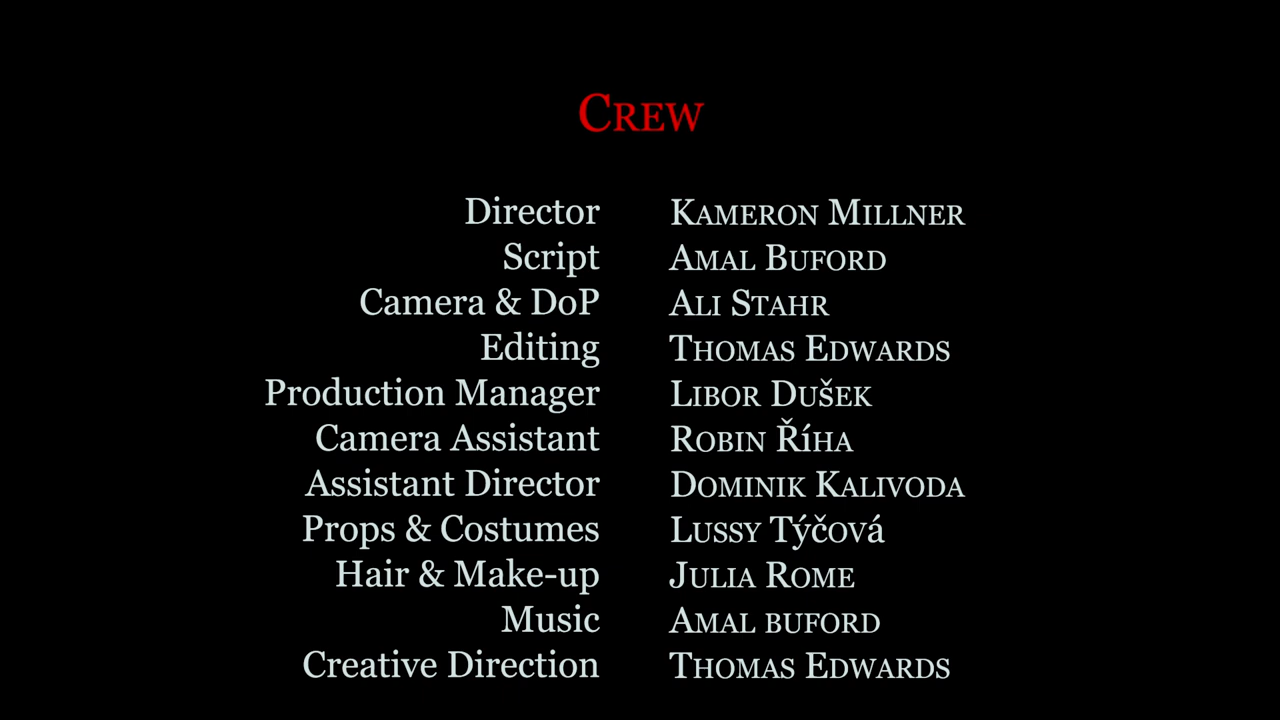 Crew
Director Kameron Millner
Script Amal Buford
Camera & DoP Ali Stahr
Editing Thomas Edwards
Production Manager Libor Dušek
Camera Assistant Robin Říha
Assistant Director Dominik Kalivoda
Props & Costumes Lussy Týčová
Hair & Make-up Julia Rome
Music Amal buford
Creative Direction Thomas Edwards